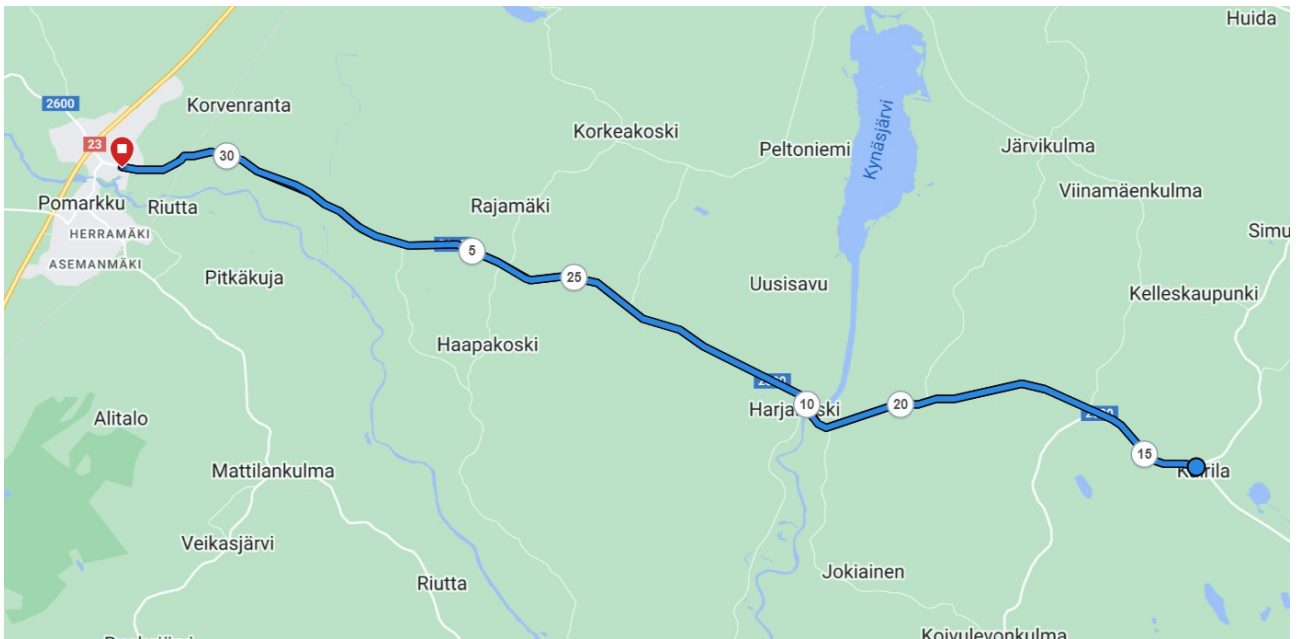 Huida
2600
Korvenranta
Korkeakoski
23
Järvikulma
Peltoniemi
Kynäsjärvi
30
Viinamäenkulma
Pomarkku
Riutta
Rajamäki
HERRAMÄKI
Simu
5
ASEMANMÄKI
Pitkäkuja
25
Uusisavu
Kelleskaupunki
Haapakoski
10
20
Alitalo
15
Mattilankulma
Veikasjärvi
Jokiainen
Riutta
Koivulevonkulma